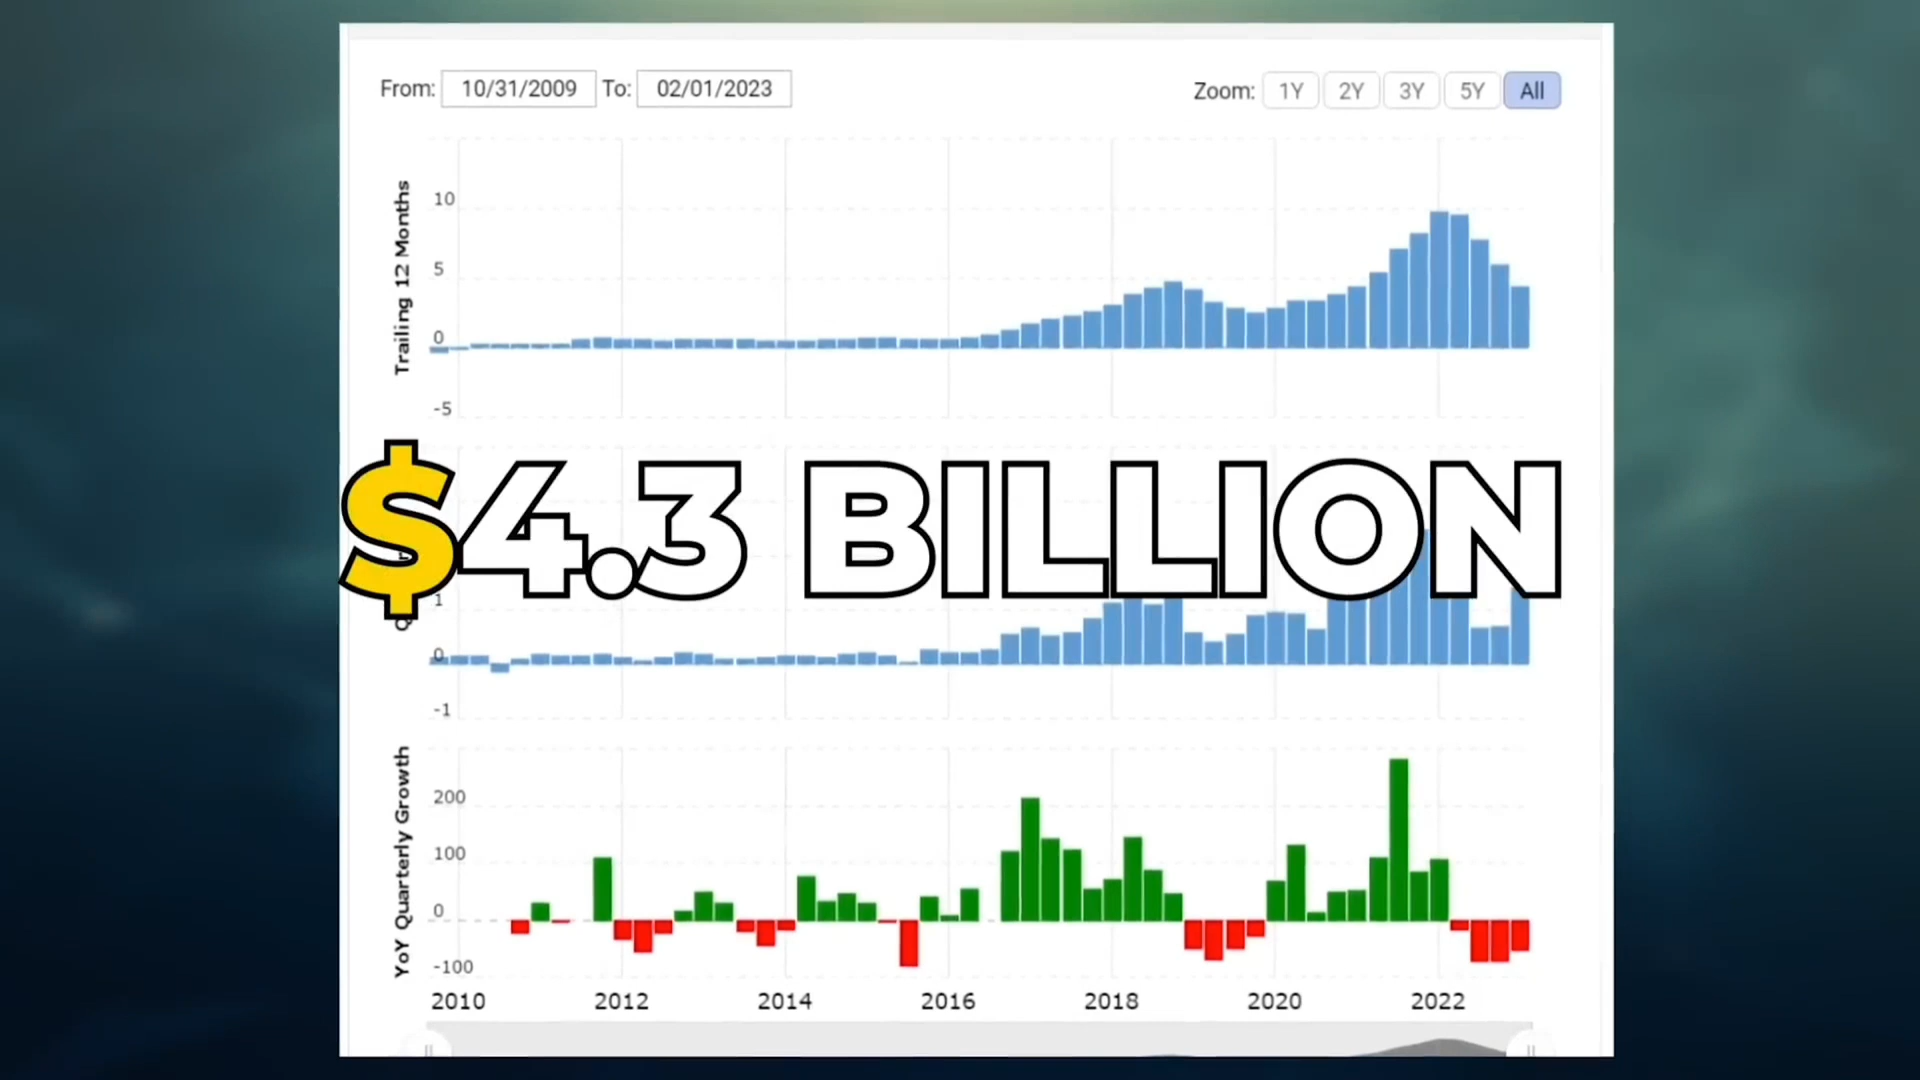 From: 10/31/2009 To: 02/01/2023
Zoom: 1Y 2Y 3Y 5Y All
Trailing 12 Months
10
5
0
-5
$4.3 BILLION
1
0
-1
YoY Quarterly Growth
200
100
0
-100
2010 2012 2014 2016 2018 2020 2022